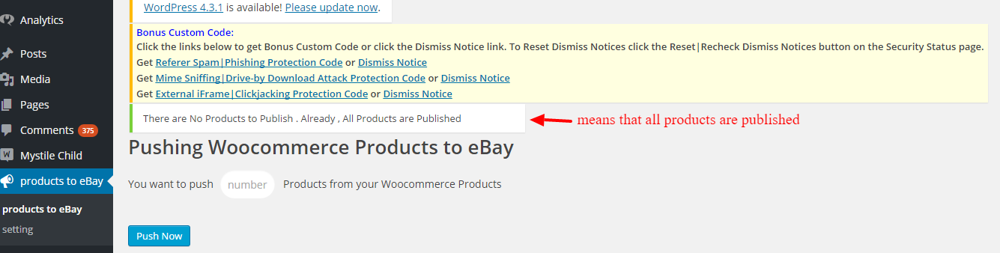 Analytics
Posts
Media
Pages
Comments 375
Mystile Child
products to eBay
products to eBay
setting
WordPress 4.3.1 is available! Please update now.
Bonus Custom Code:
Click the links below to get Bonus Custom Code or click the Dismiss Notice link. To Reset Dismiss Notices click the Reset|Recheck Dismiss Notices button on the Security Status page.
Get Referer Spam|Phishing Protection Code or Dismiss Notice
Get Mime Sniffing|Drive-by Download Attack Protection Code or Dismiss Notice
Get External iFrame|Clickjacking Protection Code or Dismiss Notice
There are No Products to Publish . Already , All Products are Published
means that all products are published
Pushing Woocommerce Products to eBay
You want to push number Products from your Woocommerce Products
Push Now